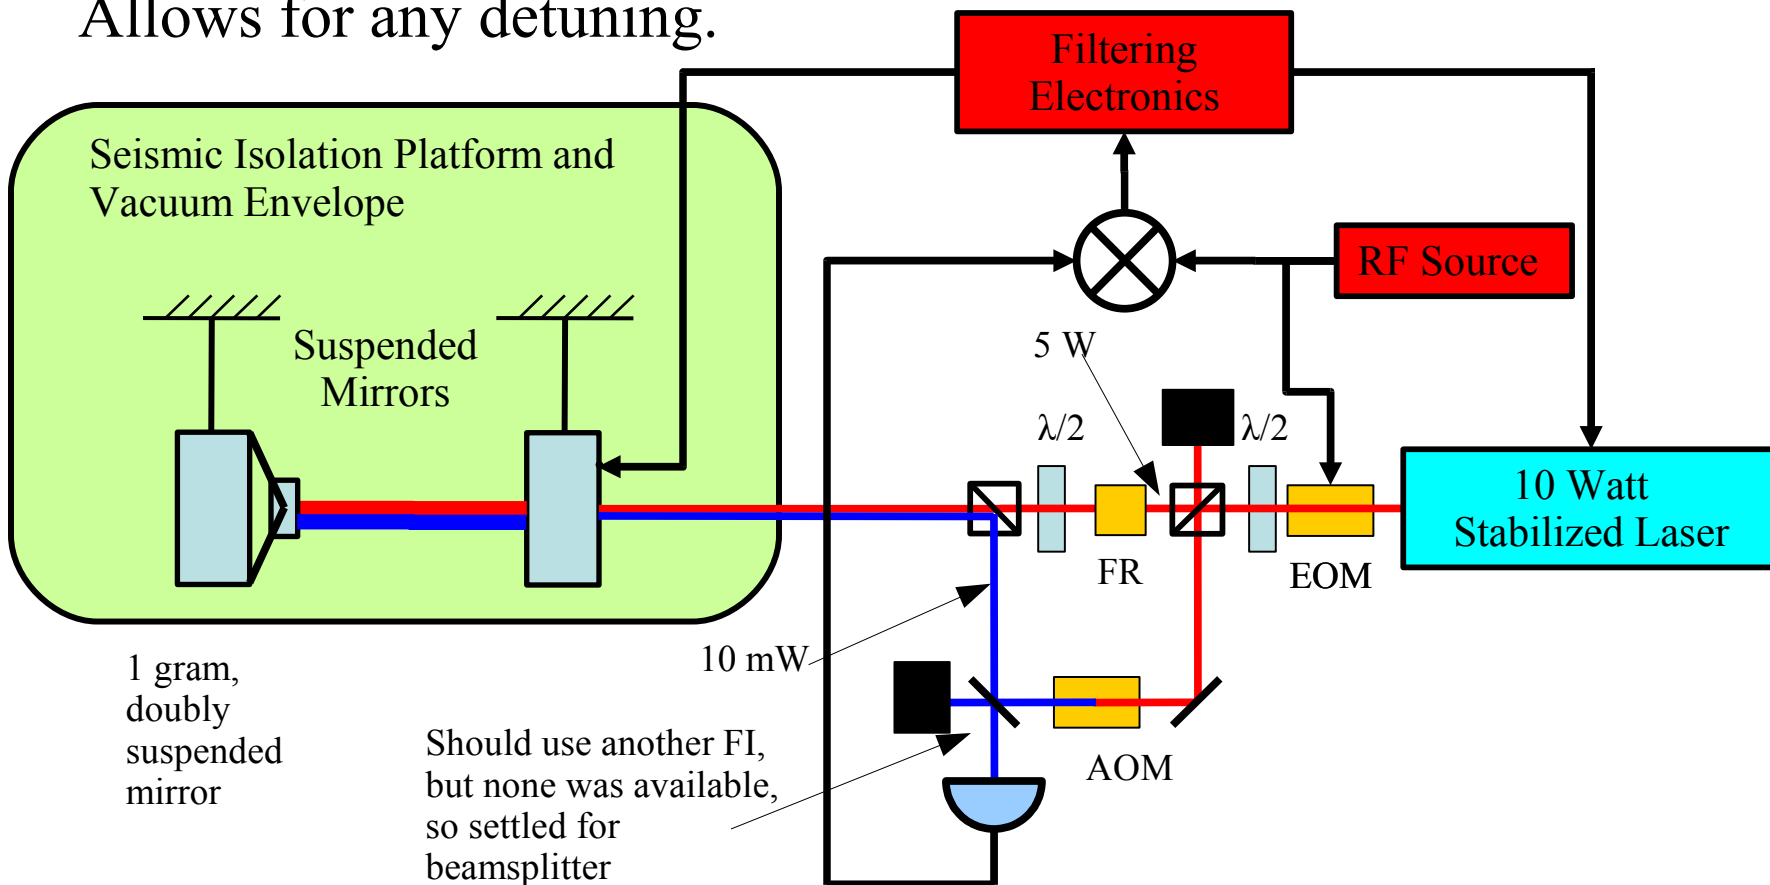 Allows for any detuning.
Filtering
Electronics
Seismic Isolation Platform and
Vacuum Envelope
RF Source
Suspended
Mirrors
5 W
λ/2
λ/2
10 Watt
Stabilized Laser
FR
EOM
10 mW
1 gram,
doubly
suspended
mirror
Should use another FI,
but none was available,
so settled for
beamsplitter
AOM